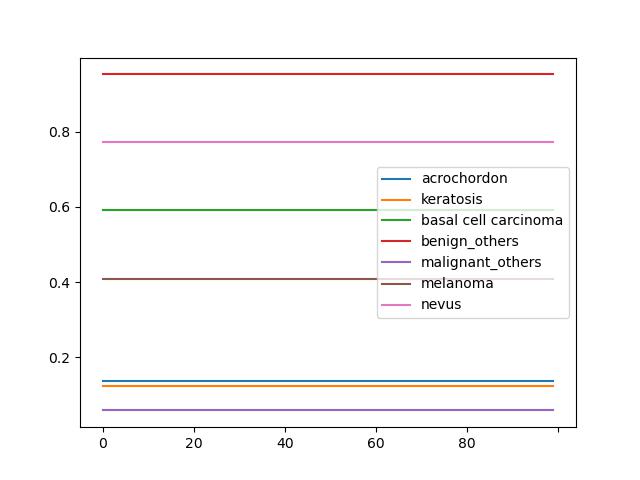 0.8
0.6
0.4
0.2
acrochordon
keratosis
basal cell carcinoma
benign_others
malignant_others
melanoma
nevus
0 20 40 60 80